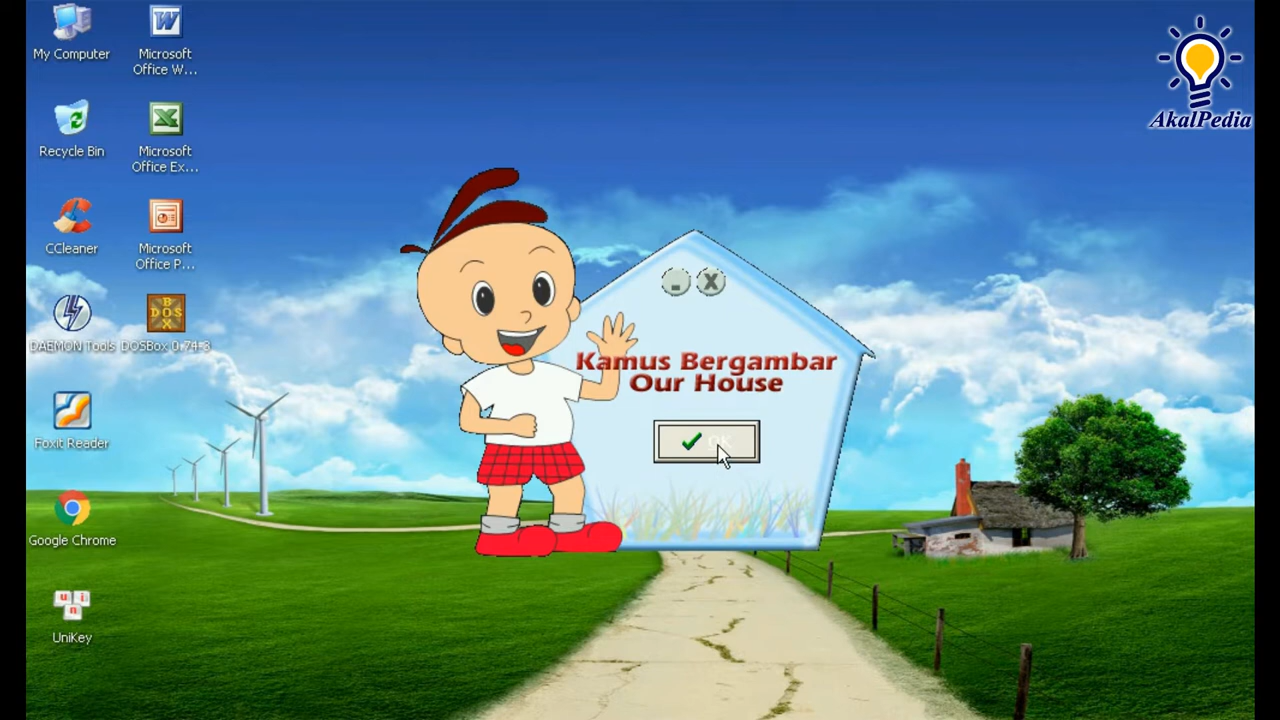 My Computer
Microsoft
Office W...
AkalPedia
Recycle Bin
Microsoft
Office Ex...
CCleaner
Microsoft
Office P...
X
Kamus Bergambar
Our House
DAEMON Tools
DOSBox 0.74-3
OK
Foxit Reader
Google Chrome
UniKey